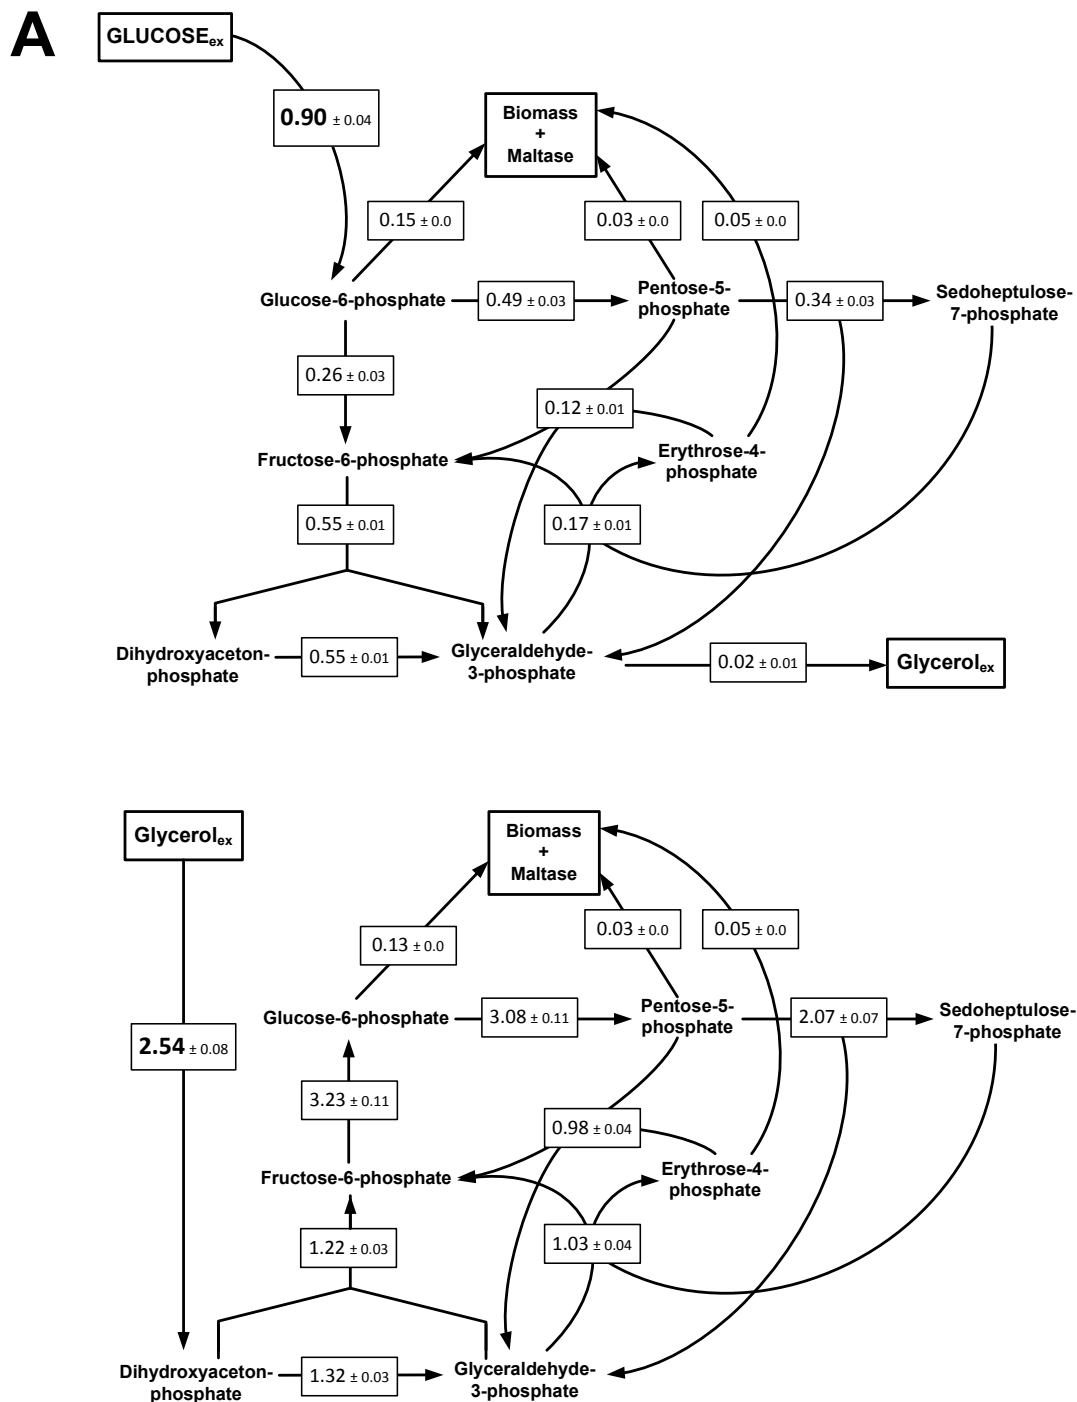 A
GLUCOSEex
0.90 ± 0.04
Biomass
+
Maltase
0.15 ± 0.0
0.03 ± 0.0
0.05 ± 0.0
Glucose-6-phosphate
0.49 ± 0.03
Pentose-5-
phosphate
0.34 ± 0.03
Sedoheptulose-
7-phosphate
0.26 ± 0.03
0.12 ± 0.01
Fructose-6-phosphate
Erythrose-4-
phosphate
0.55 ± 0.01
0.17 ± 0.01
Dihydroxyaceton-
phosphate
0.55 ± 0.01
Glyceraldehyde-
3-phosphate
0.02 ± 0.01
Glycerolex
Glycerolex
Biomass
+
Maltase
0.13 ± 0.0
0.03 ± 0.0
0.05 ± 0.0
Glucose-6-phosphate
3.08 ± 0.11
Pentose-5-
phosphate
2.07 ± 0.07
Sedoheptulose-
7-phosphate
2.54 ± 0.08
3.23 ± 0.11
0.98 ± 0.04
Fructose-6-phosphate
Erythrose-4-
phosphate
1.22 ± 0.03
1.03 ± 0.04
Dihydroxyaceton-
phosphate
1.32 ± 0.03
Glyceraldehyde-
3-phosphate